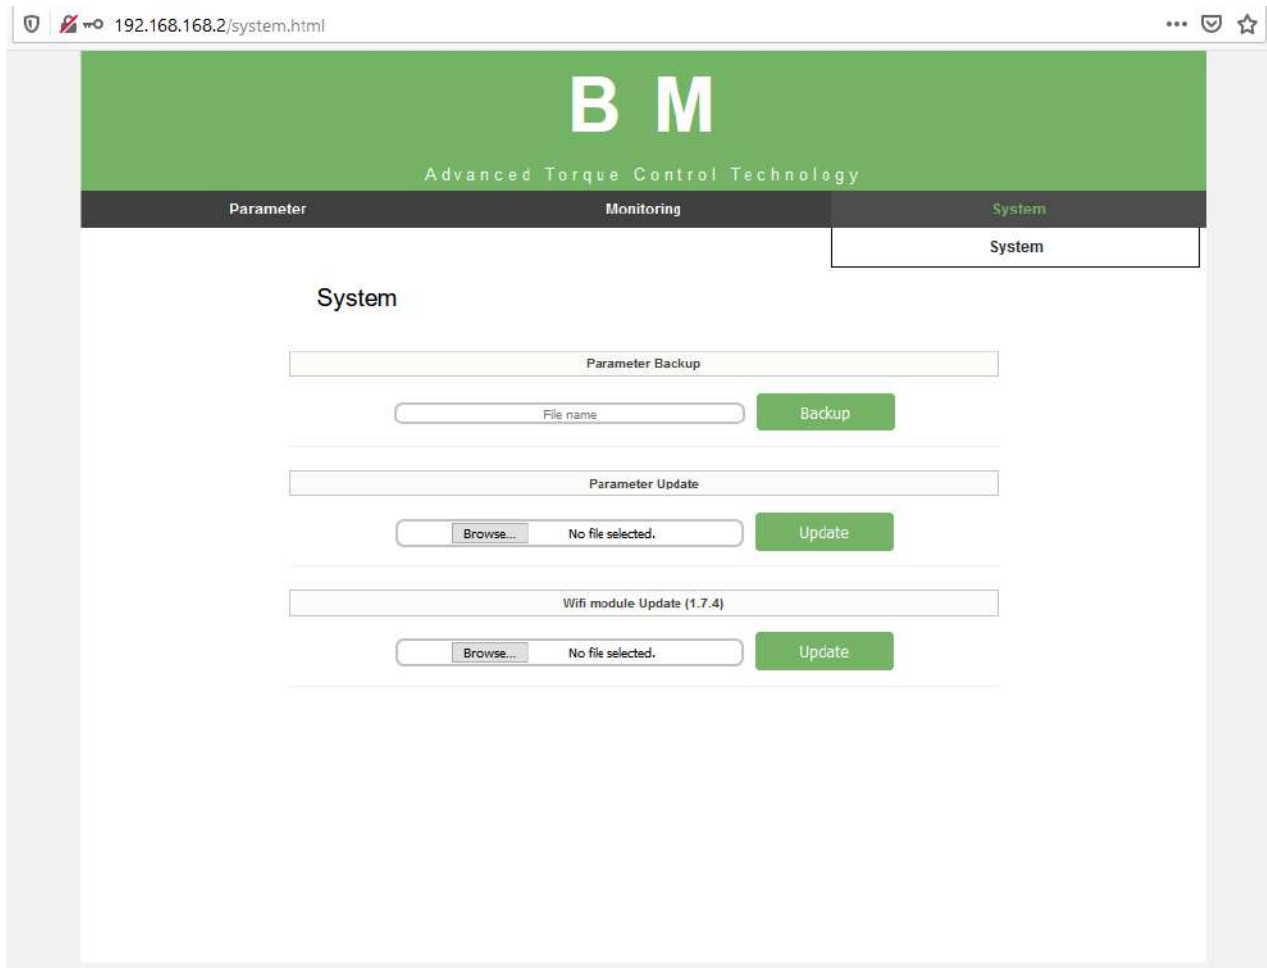 192.168.168.2/system.html
B M
Advanced Torque Control Technology
Parameter Monitoring System
System
System
Parameter Backup
File name Backup
Parameter Update
Browse... No file selected. Update
Wifi module Update (1.7.4)
Browse... No file selected. Update